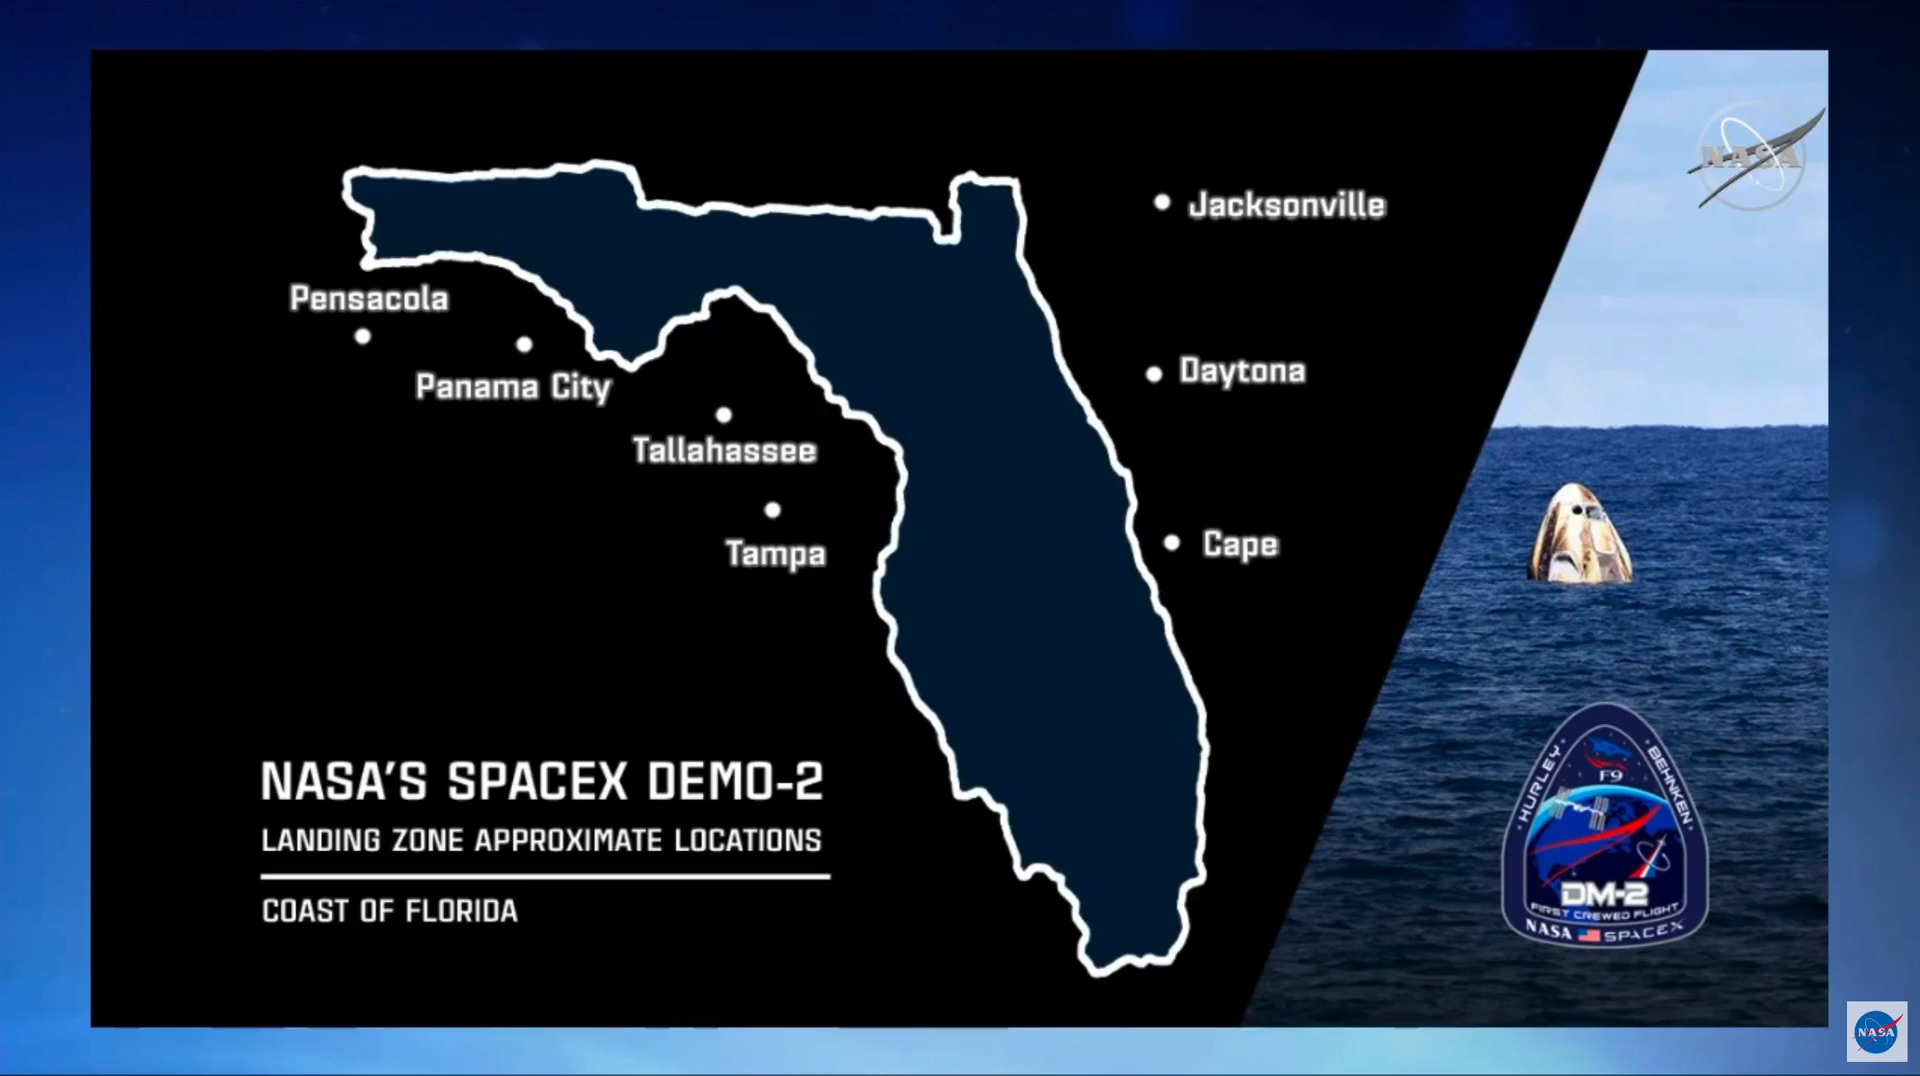 NASA
Jacksonville
Pensacola
Daytona
Panama City
Tallahassee
Tampa
Cape
NASA'S SPACEX DEMO-2
LANDING ZONE APPROXIMATE LOCATIONS
COAST OF FLORIDA
HURLEY
BEHNKEN
F9
DM-2
FIRST CREWED FLIGHT
NASA SPACEX
NASA